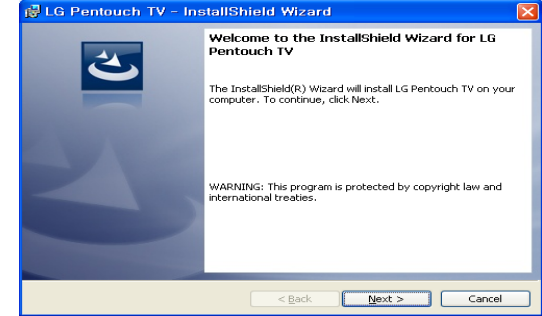 LG Pentouch TV - InstallShield Wizard
Welcome to the InstallShield Wizard for LG
Pentouch TV
The InstallShield(R) Wizard will install LG Pentouch TV on your
computer. To continue, click Next.
WARNING: This program is protected by copyright law and
international treaties.
< Back Next > Cancel